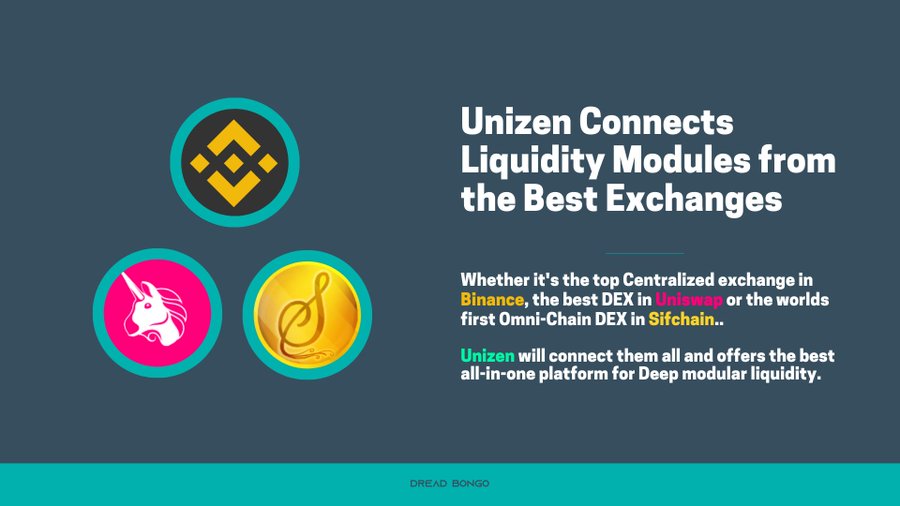 Unizen Connects
Liquidity Modules from
the Best Exchanges
Whether it's the top Centralized exchange in
Binance, the best DEX in Uniswap or the worlds
first Omni-Chain DEX in Sifchain..
Unizen will connect them all and offers the best
all-in-one platform for Deep modular liquidity.
DREAD BONGO